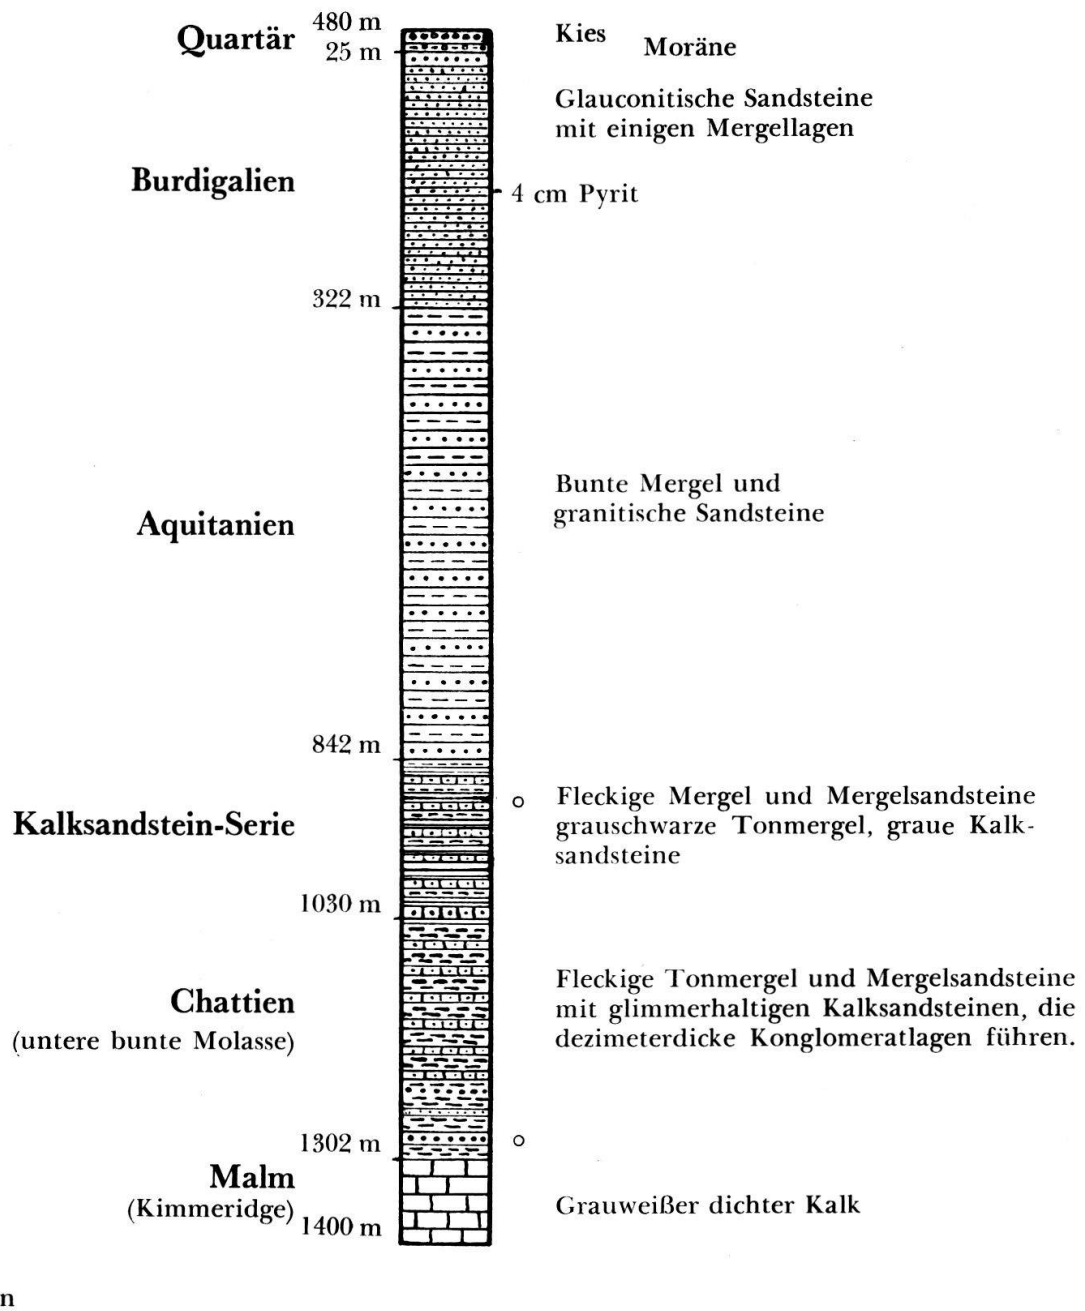 480 m
Quartär
25 m
Kies
Moräne
Glauconitische Sandsteine
mit einigen Mergellagen
Burdigalien
4 cm Pyrit
322 m
Aquitanien
Bunte Mergel und
granitische Sandsteine
842 m
Kalksandstein-Serie
Fleckige Mergel und Mergelsandsteine
grauschwarze Tonmergel, graue Kalk-
sandsteine
1030 m
Chattien
(untere bunte Molasse)
Fleckige Tonmergel und Mergelsandsteine
mit glimmerhaltigen Kalksandsteinen, die
dezimeterdicke Konglomeratlagen führen.
1302 m
Malm
(Kimmeridge)
1400 m
Grauweißer dichter Kalk
n